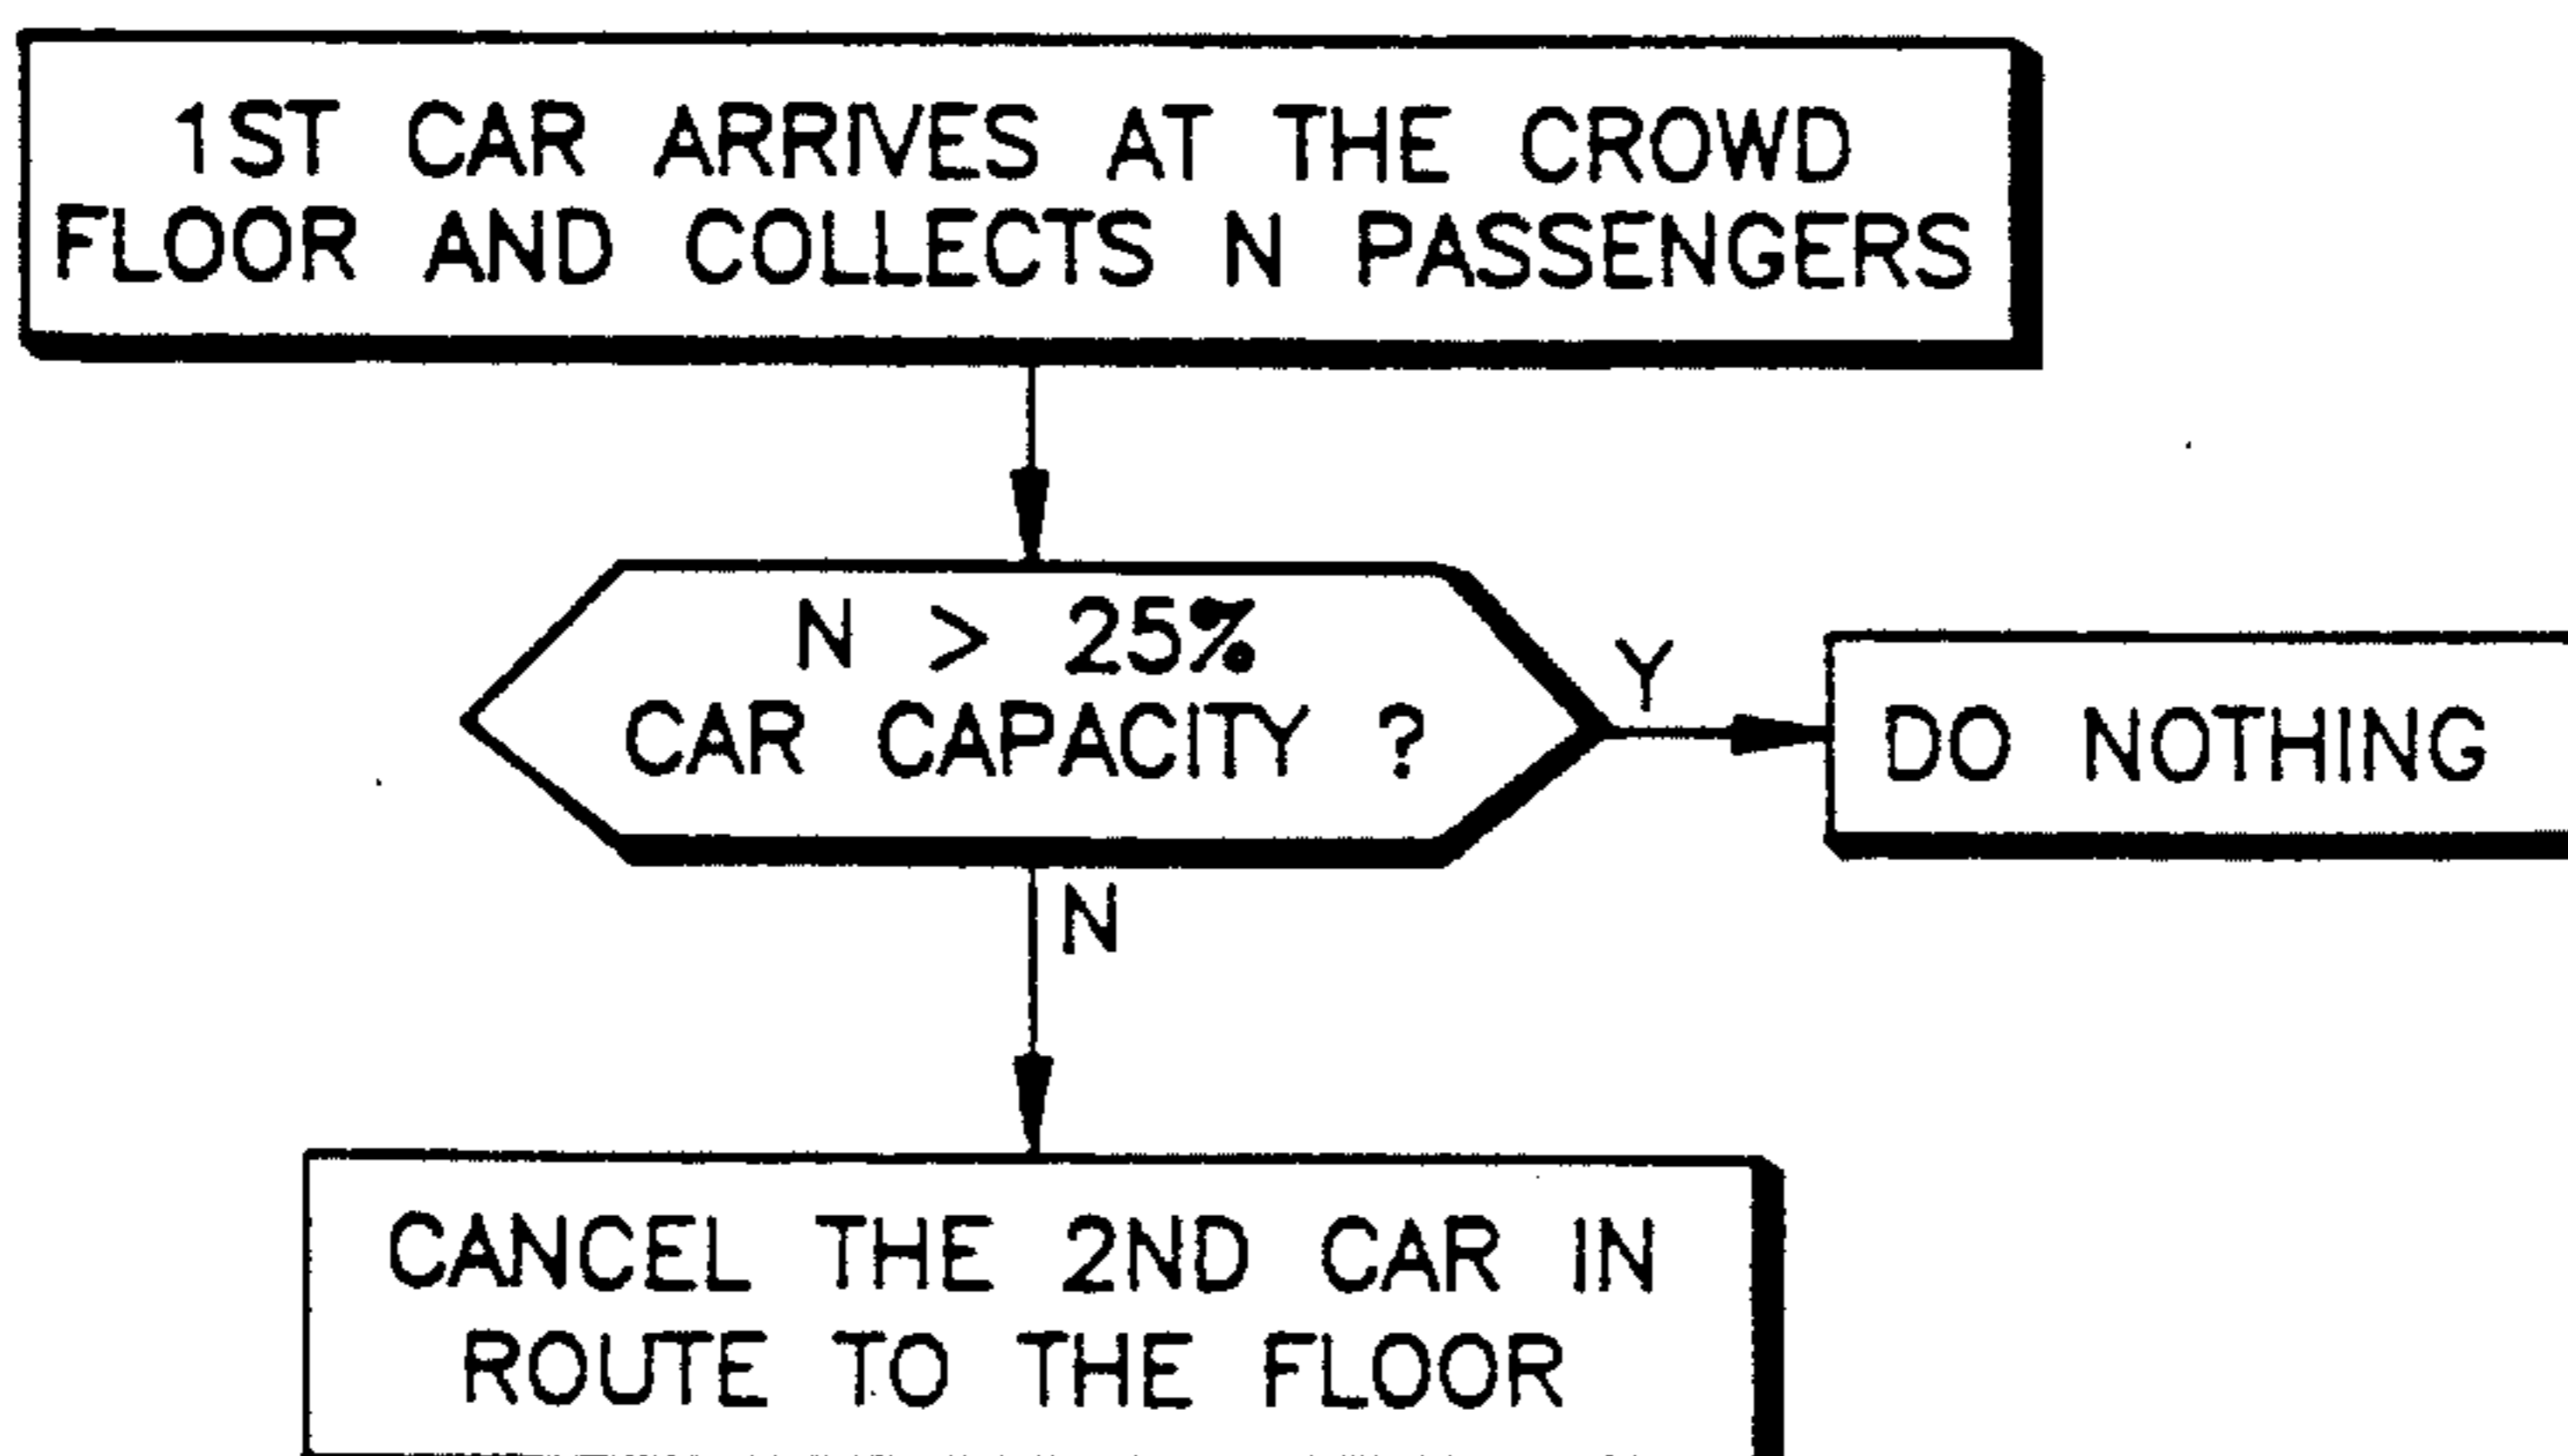 1ST CAR ARRIVES AT THE CROWD
FLOOR AND COLLECTS N PASSENGERS
N > 25%
CAR CAPACITY ?
Y
DO NOTHING
N
CANCEL THE 2ND CAR IN
ROUTE TO THE FLOOR